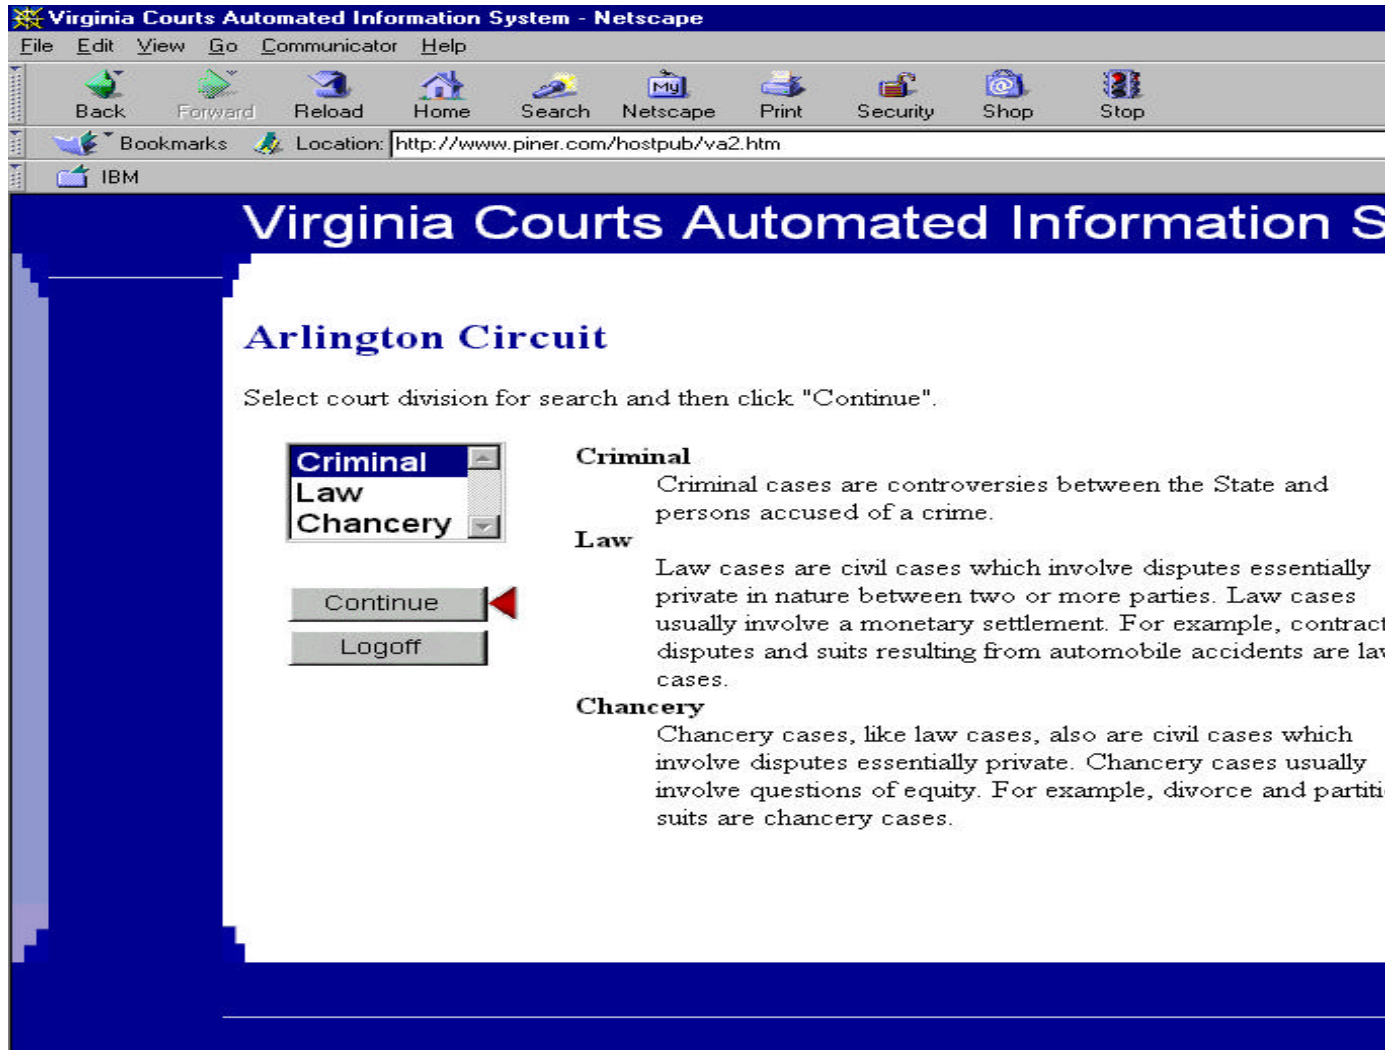 Virginia Courts Automated Information System - Netscape
File Edit View Go Communicator Help
My
Back Forward Reload Home Search Netscape Print Security Shop Stop
Bookmarks Location: http://www.piner.com/hostpub/va2.htm
IBM
Virginia Courts Automated Information S
Arlington Circuit
Select court division for search and then click "Continue".
Criminal
Law
Chancery
Continue
Logoff
Criminal
Criminal cases are controversies between the State and
persons accused of a crime.
Law
Law cases are civil cases which involve disputes essentially
private in nature between two or more parties. Law cases
usually involve a monetary settlement. For example, contract
disputes and suits resulting from automobile accidents are law
cases.
Chancery
Chancery cases, like law cases, also are civil cases which
involve disputes essentially private. Chancery cases usually
involve questions of equity. For example, divorce and partiti
suits are chancery cases.